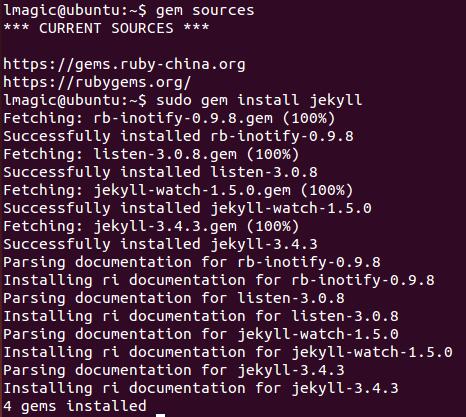 lmagic@ubuntu:~$ gem sources
*** CURRENT SOURCES ***
https://gems.ruby-china.org
https://rubygems.org/
lmagic@ubuntu:~$ sudo gem install jekyll
Fetching: rb-inotify-0.9.8.gem (100%)
Successfully installed rb-inotify-0.9.8
Fetching: listen-3.0.8.gem (100%)
Successfully installed listen-3.0.8
Fetching: jekyll-watch-1.5.0.gem (100%)
Successfully installed jekyll-watch-1.5.0
Fetching: jekyll-3.4.3.gem (100%)
Successfully installed jekyll-3.4.3
Parsing documentation for rb-inotify-0.9.8
Installing ri documentation for rb-inotify-0.9.8
Parsing documentation for listen-3.0.8
Installing ri documentation for listen-3.0.8
Parsing documentation for jekyll-watch-1.5.0
Installing ri documentation for jekyll-watch-1.5.0
Parsing documentation for jekyll-3.4.3
Installing ri documentation for jekyll-3.4.3
4 gems installed